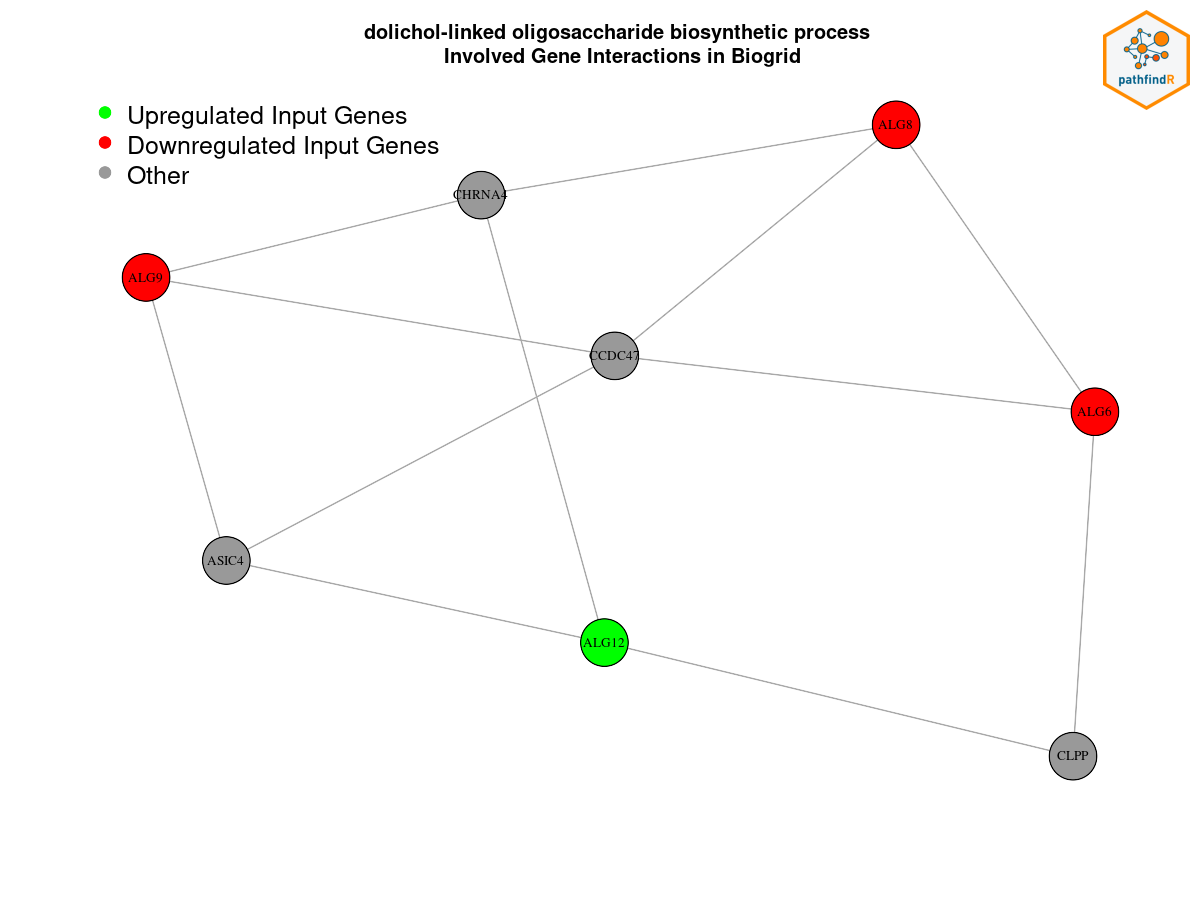 dolichol-linked oligosaccharide biosynthetic process
Involved Gene Interactions in Biogrid
pathfindR
Upregulated Input Genes
Downregulated Input Genes
Other
ALG8
CHRNA4
ALG9
CCDC47
ALG6
ASIC4
ALG12
CLPP